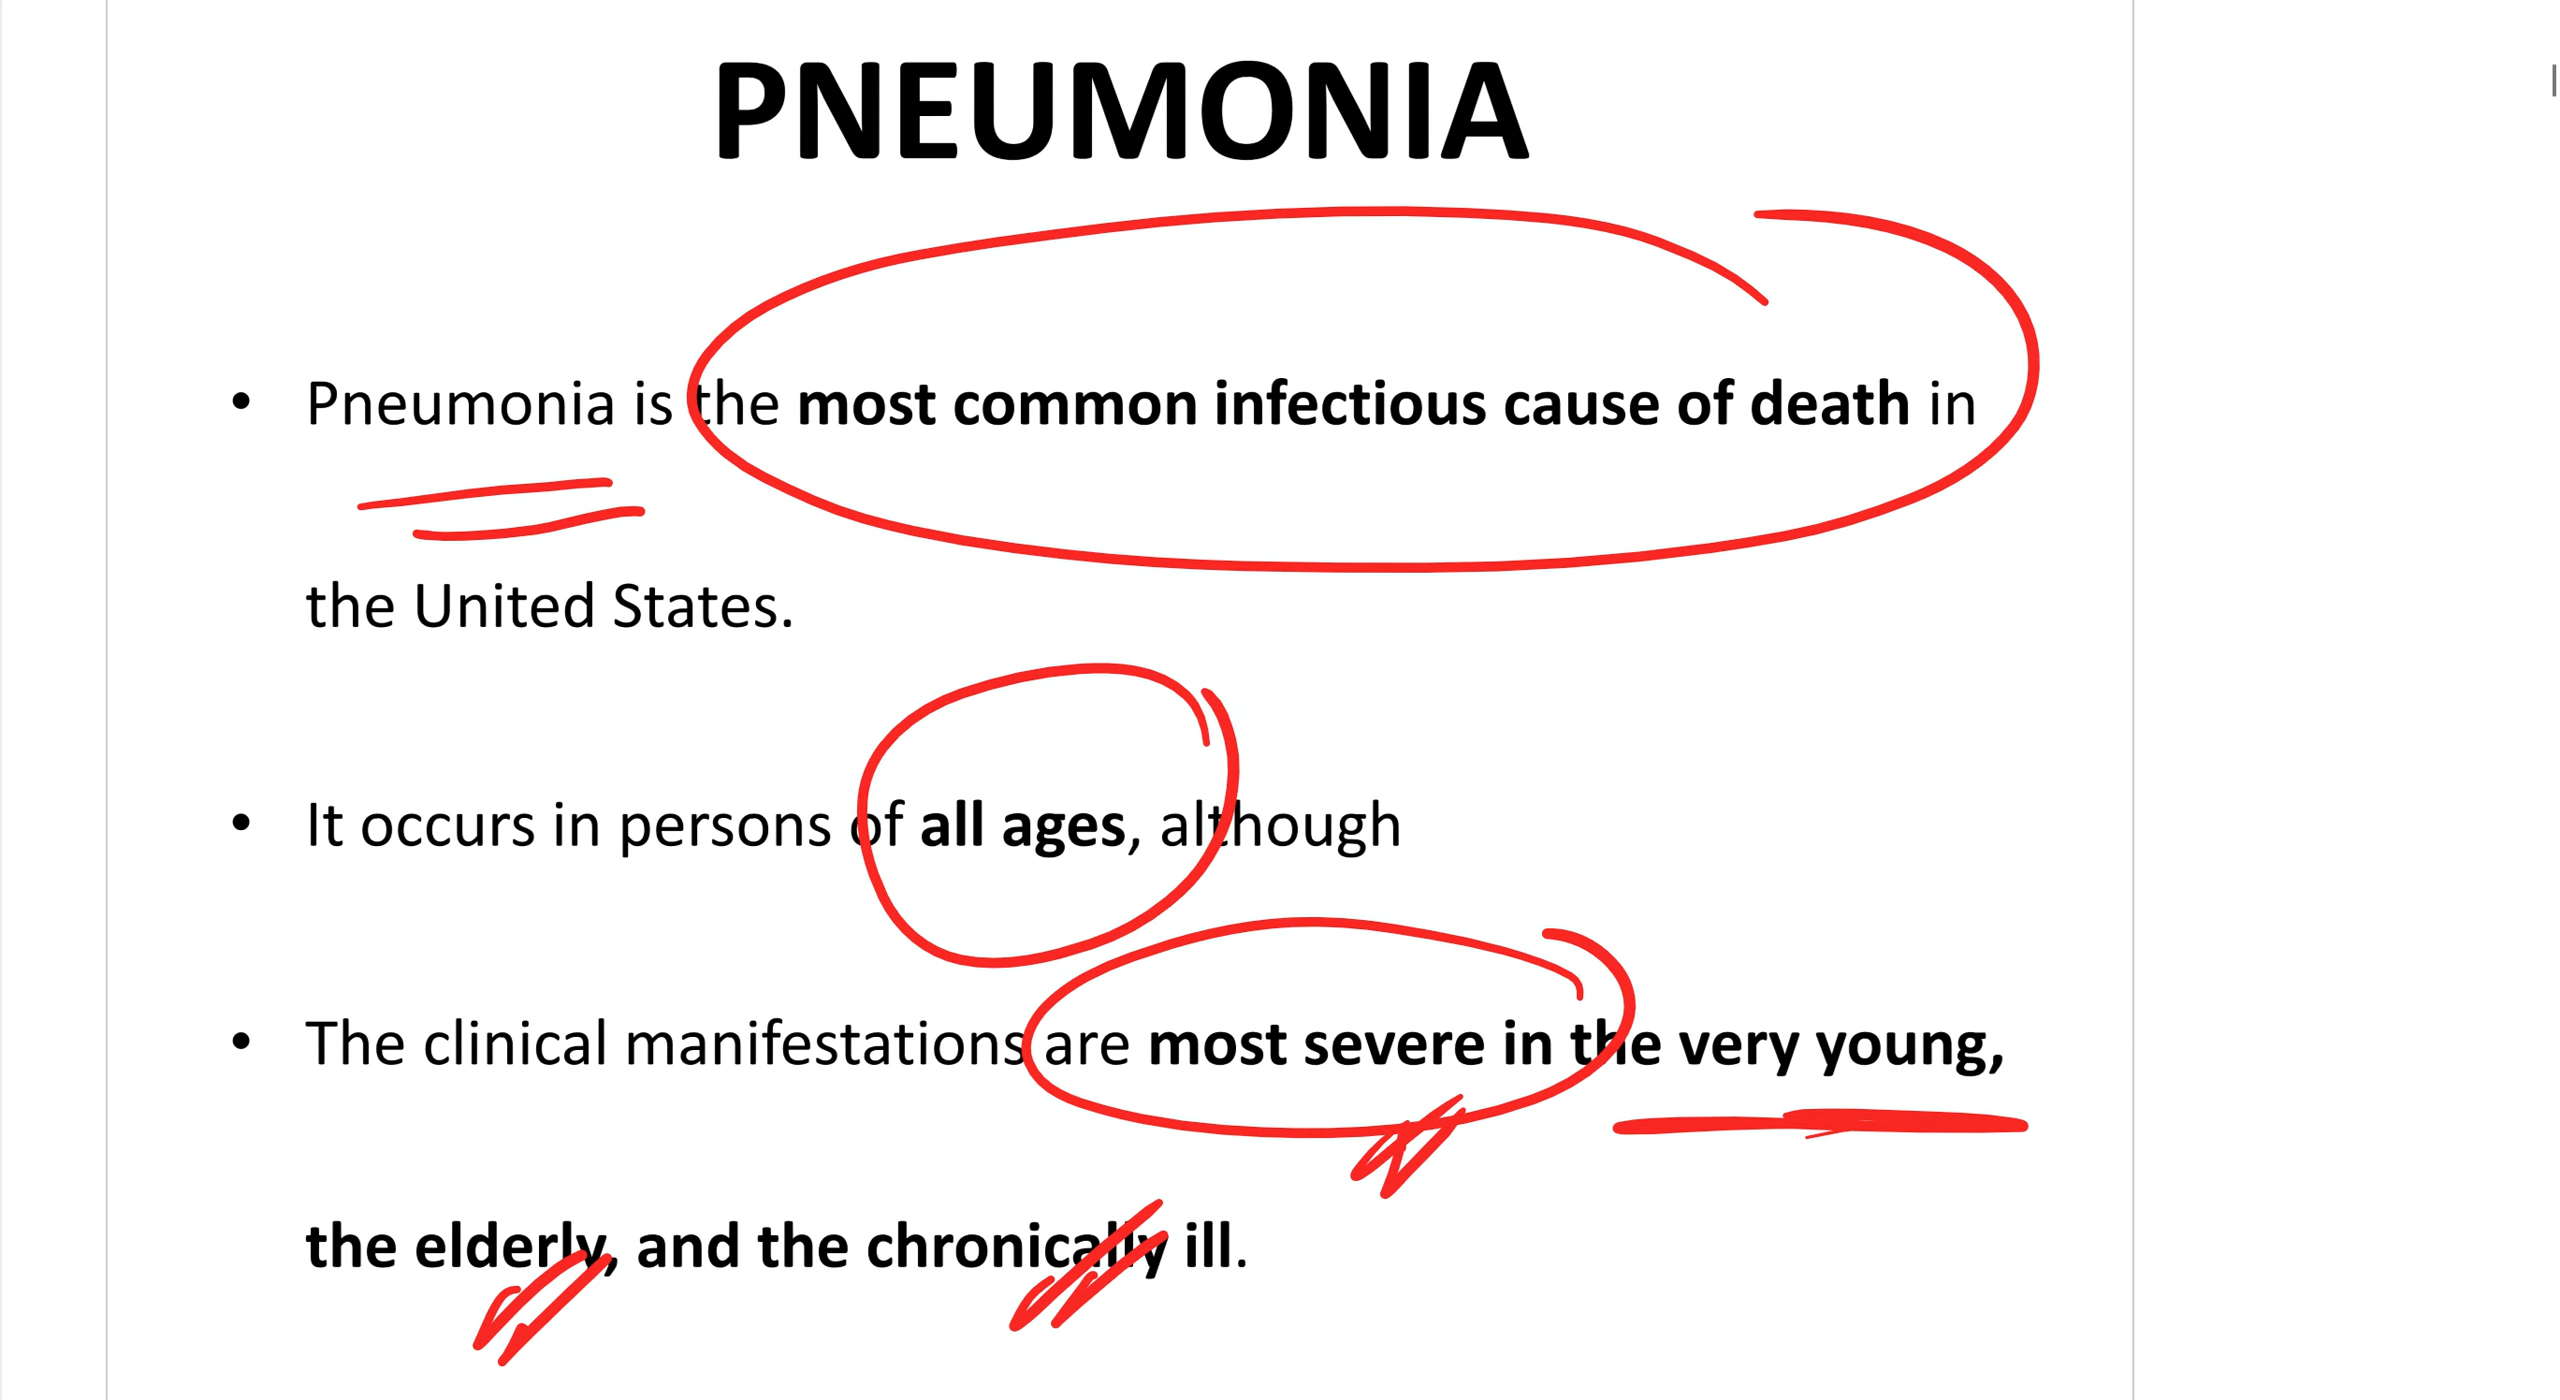 PNEUMONIA
• Pneumonia is the most common infectious cause of death in
the United States.
• It occurs in persons of all ages, although
• The clinical manifestations are most severe in the very young,
the elderly, and the chronically ill.